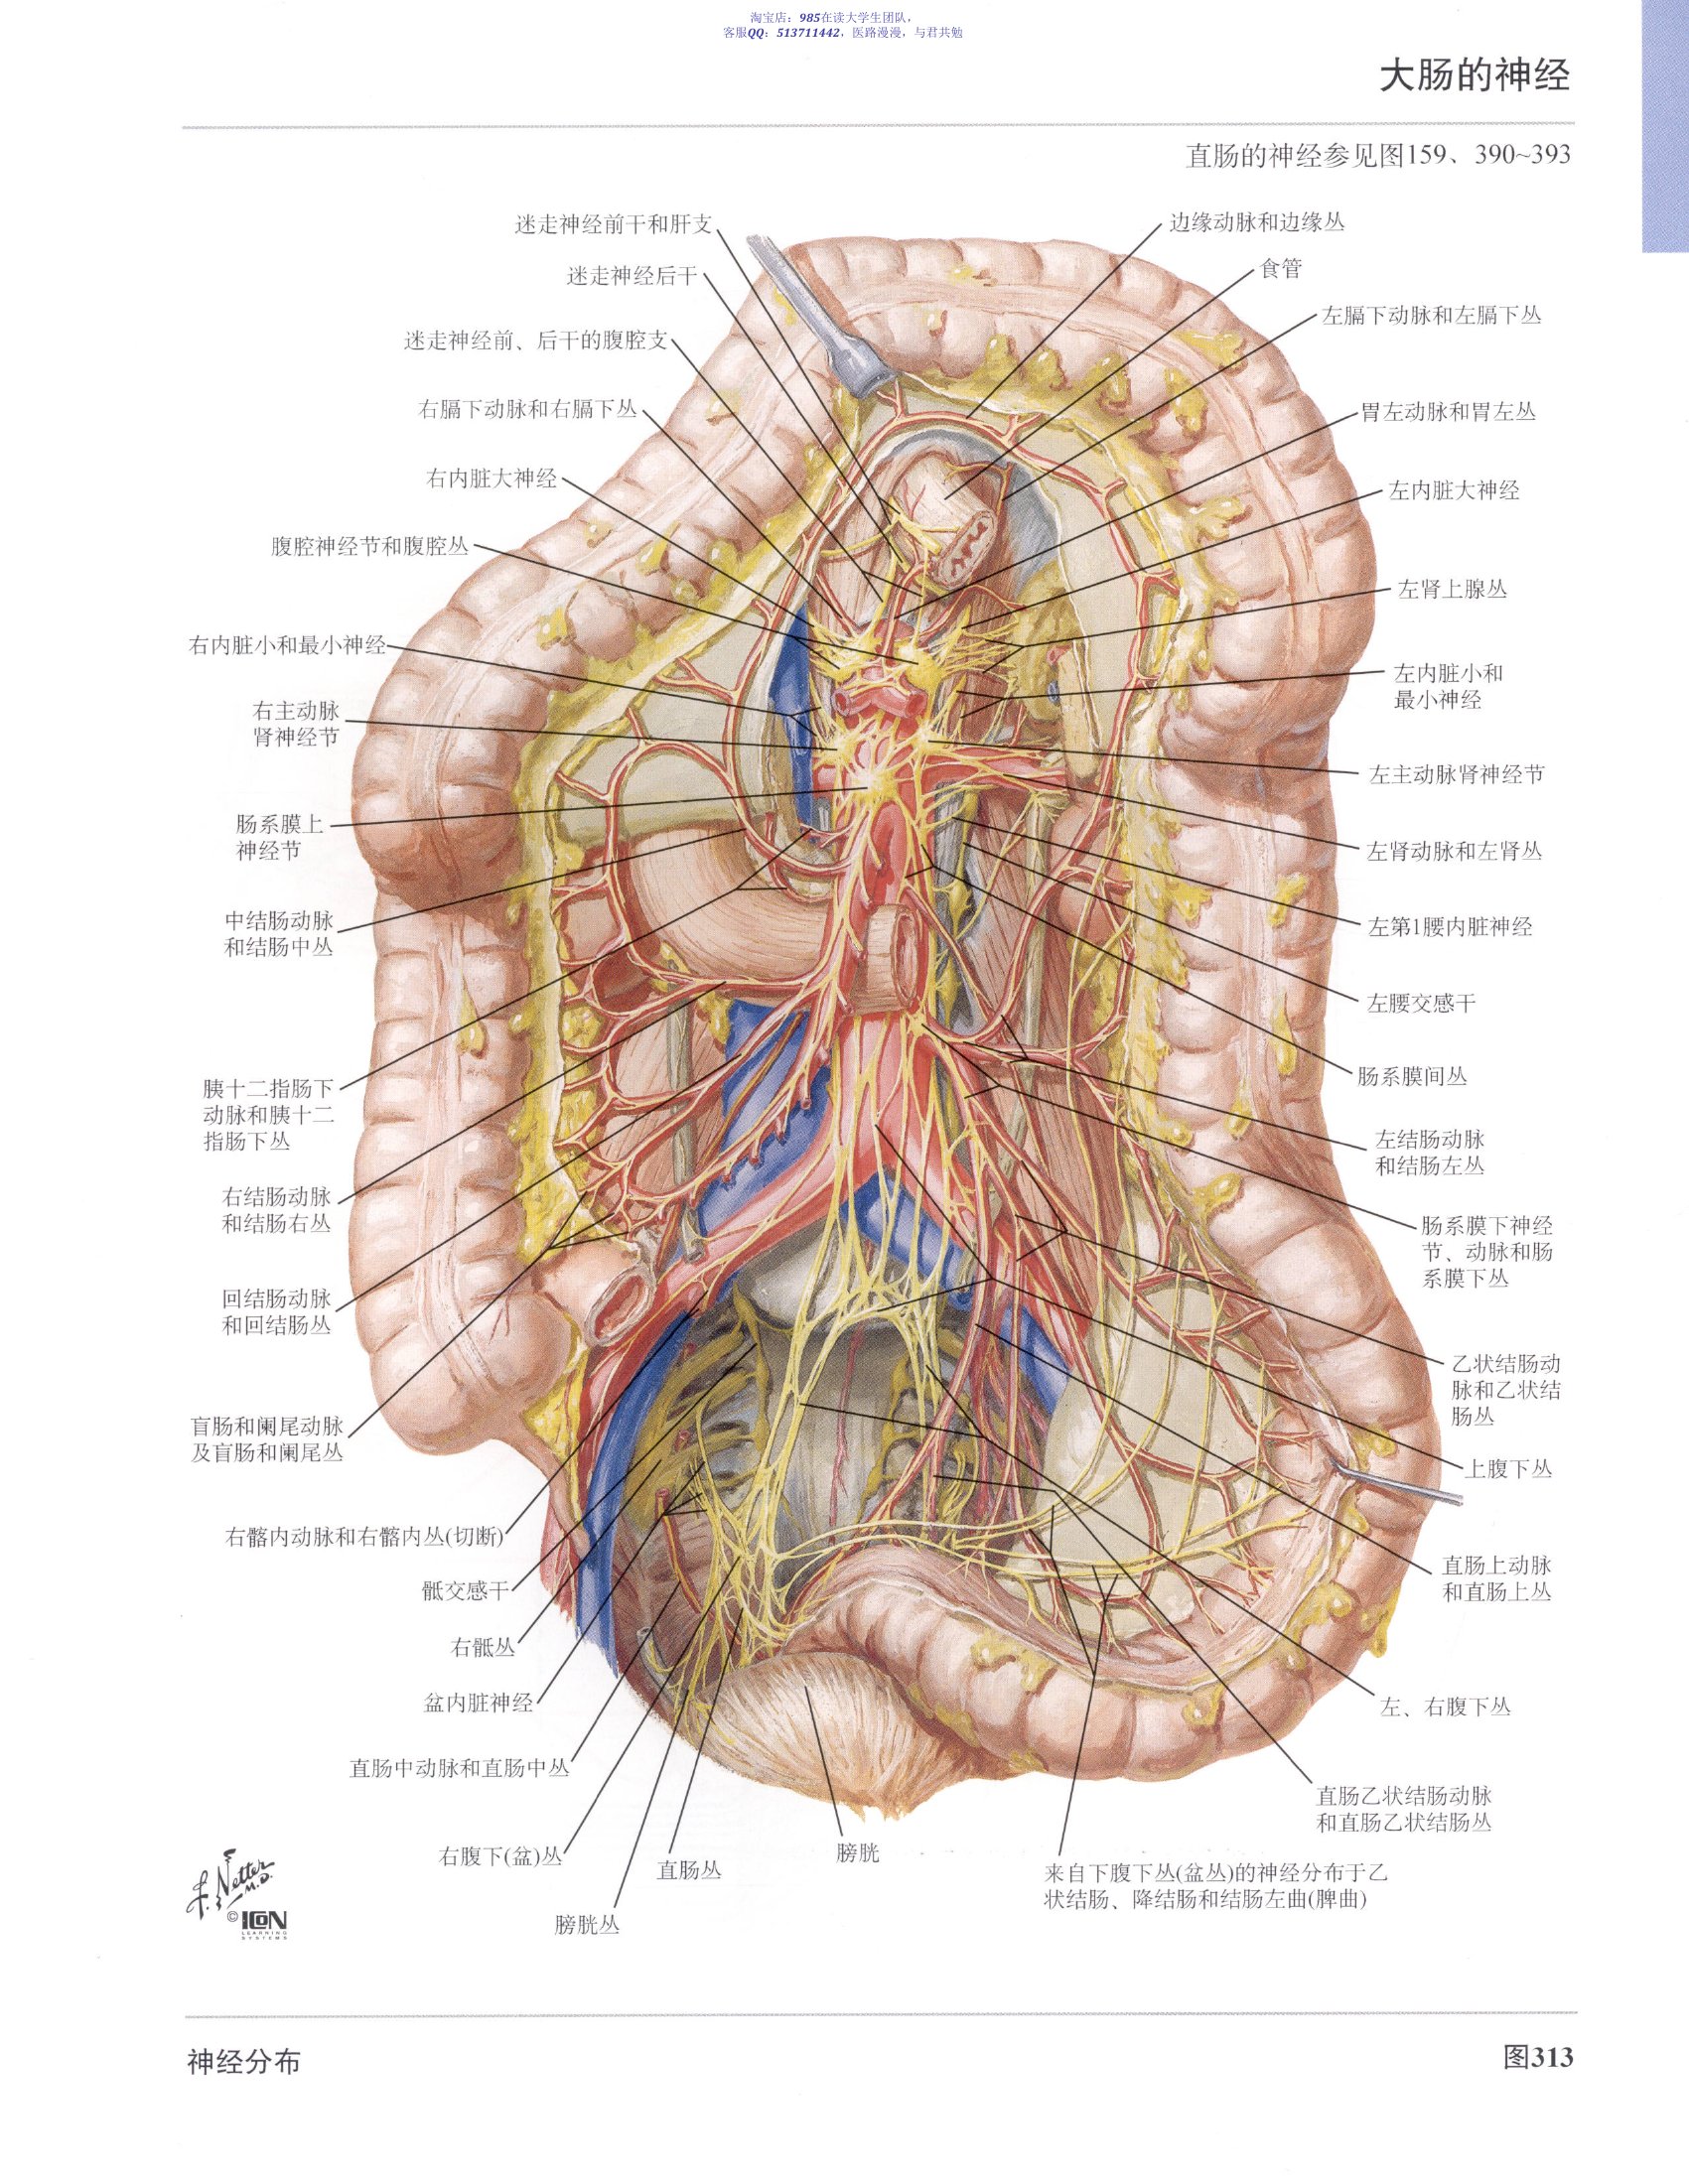 淘宝店：985在读大学生团队，
客服QQ：513711442，医路漫漫，与君共勉
大肠的神经
直肠的神经参见图159、390~393
迷走神经前干和肝支
迷走神经后干
迷走神经前、后干的腹腔支
右膈下动脉和右膈下丛
右内脏大神经
腹腔神经节和腹腔丛
右内脏小和最小神经
右主动脉
肾神经节
肠系膜上
神经节
中结肠动脉
和结肠中丛
胰十二指肠下
动脉和胰十二
指肠下丛
右结肠动脉
和结肠右丛
回结肠动脉
和回结肠丛
盲肠和阑尾动脉
及盲肠和阑尾丛
右髂内动脉和右髂内丛(切断)
骶交感干
右骶丛
盆内脏神经
直肠中动脉和直肠中丛
右腹下(盆)丛
膀胱丛
直肠丛
膀胱
边缘动脉和边缘丛
食管
左膈下动脉和左膈下丛
胃左动脉和胃左丛
左内脏大神经
左肾上腺丛
左内脏小和
最小神经
左主动脉肾神经节
左肾动脉和左肾丛
左第1腰内脏神经
左腰交感干
肠系膜间丛
左结肠动脉
和结肠左丛
肠系膜下神经
节、动脉和肠
系膜下丛
乙状结肠动
脉和乙状结
肠丛
上腹下丛
直肠上动脉
和直肠上丛
左、右腹下丛
直肠乙状结肠动脉
和直肠乙状结肠丛
来自下腹下丛(盆丛)的神经分布于乙
状结肠、降结肠和结肠左曲(脾曲)
F. Netter
M.D.
© ICON
LEARNING
SYSTEMS
神经分布
图313